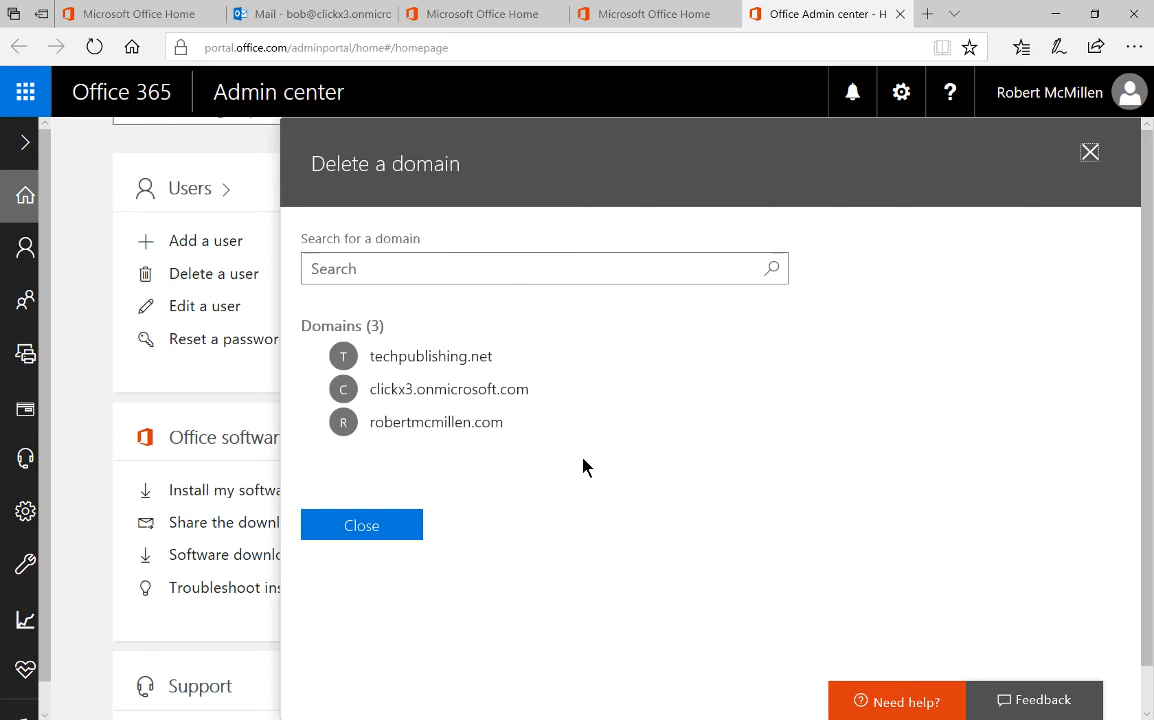 Microsoft Office Home
Mail - bob@clickx3.onmicro
Microsoft Office Home
Microsoft Office Home
Office Admin center - H
portal.office.com/adminportal/home#/homepage
Office 365
Admin center
Robert McMillen
Delete a domain
Users
Add a user
Delete a user
Edit a user
Reset a passwor
Search for a domain
Search
Domains (3)
T techpublishing.net
C clickx3.onmicrosoft.com
R robertmcmillen.com
Close
Office softwar
Install my softwa
Share the downl
Software downlo
Troubleshoot ins
Support
Need help?
Feedback